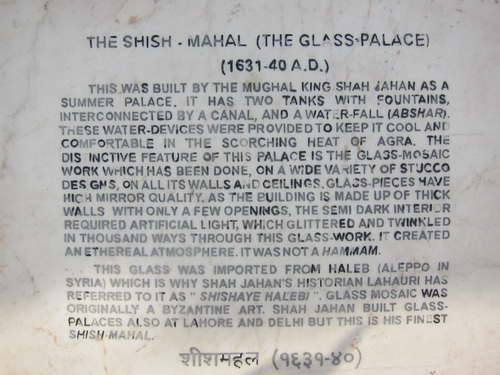 THE SHISH - MAHAL (THE GLASS-PALACE)
(1631-40 A.D.)
THIS WAS BUILT BY THE MUGHAL KING SHAH JAHAN AS A
SUMMER PALACE. IT HAS TWO TANKS WITH FOUNTAINS,
INTERCONNECTED BY A CANAL, AND A WATER-FALL (ABSHAR).
THESE WATER-DEVICES WERE PROVIDED TO KEEP IT COOL AND
COMFORTABLE IN THE SCORCHING HEAT OF AGRA. THE
DIS INCTIVE FEATURE OF THIS PALACE IS THE GLASS-MOSAIC
WORK WHICH HAS BEEN DONE, ON A WIDE VARIETY OF STUCCO
DES GNS, ON ALL ITS WALLS AND CEILINGS. GLASS-PIECES HAVE
HIGH MIRROR QUALITY. AS THE BUILDING IS MADE UP OF THICK
WALLS WITH ONLY A FEW OPENINGS, THE SEMI DARK INTERIOR
REQUIRED ARTIFICIAL LIGHT, WHICH GLITTERED AND TWINKLED
IN THOUSAND WAYS THROUGH THIS GLASS-WORK. IT CREATED
AN ETHEREAL ATMOSPHERE. IT WAS NOT A HAMMAM.
THIS GLASS WAS IMPORTED FROM HALEB (ALEPPO IN
SYRIA) WHICH IS WHY SHAH JAHAN'S HISTORIAN LAHAURI HAS
REFERRED TO IT AS " SHISHAYE HALEBI ". GLASS MOSAIC WAS
ORIGINALLY A BYZANTINE ART. SHAH JAHAN BUILT GLASS-
PALACES ALSO AT LAHORE AND DELHI BUT THIS IS HIS FINEST
SHISH-MAHAL.
शीशमहल (१६३१-४०)